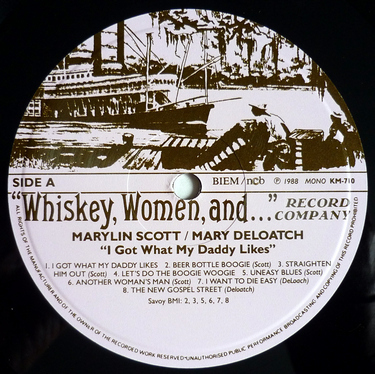 SIDE A
BIEM/ncb
℗ 1988 MONO KM-710
"Whiskey, Women, and..." RECORD COMPANY
MARYLIN SCOTT / MARY DELOATCH
"I Got What My Daddy Likes"
1. I GOT WHAT MY DADDY LIKES 2. BEER BOTTLE BOOGIE (Scott) 3. STRAIGHTEN
HIM OUT (Scott) 4. LET'S DO THE BOOGIE WOOGIE 5. UNEASY BLUES (Scott)
6. ANOTHER WOMAN'S MAN (Scott) 7. I WANT TO DIE EASY (DeLoach)
8. THE NEW GOSPEL STREET (Deloatch)
Savoy BMI: 2, 3, 5, 6, 7, 8
ALL RIGHTS OF THE MANUFACTURER AND OF THE OWNER OF THE RECORDED WORK RESERVED•UNAUTHORISED PUBLIC PERFORMANCE BROADCASTING AND COPYING OF THIS RECORD PROHIBITED